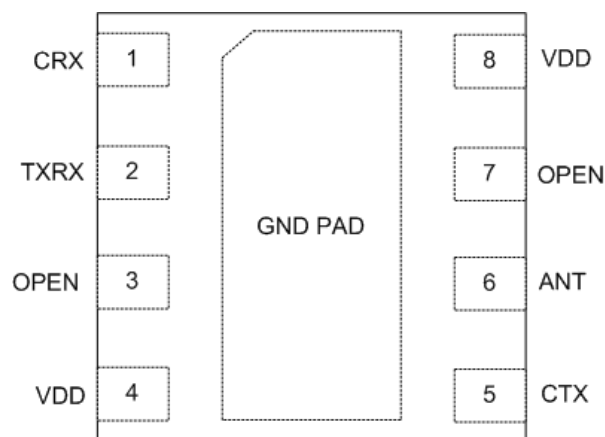 CRX 1 8 VDD
TXRX 2 7 OPEN
GND PAD
OPEN 3 6 ANT
VDD 4 5 CTX